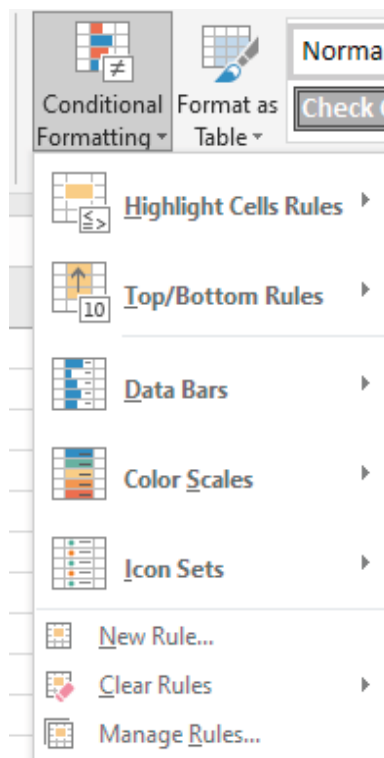 Conditional
Formatting
Format as
Table
Norma
Check
≠
Highlight Cells Rules
≤
>
Top/Bottom Rules
10
Data Bars
Color Scales
Icon Sets
New Rule...
Clear Rules
Manage Rules...